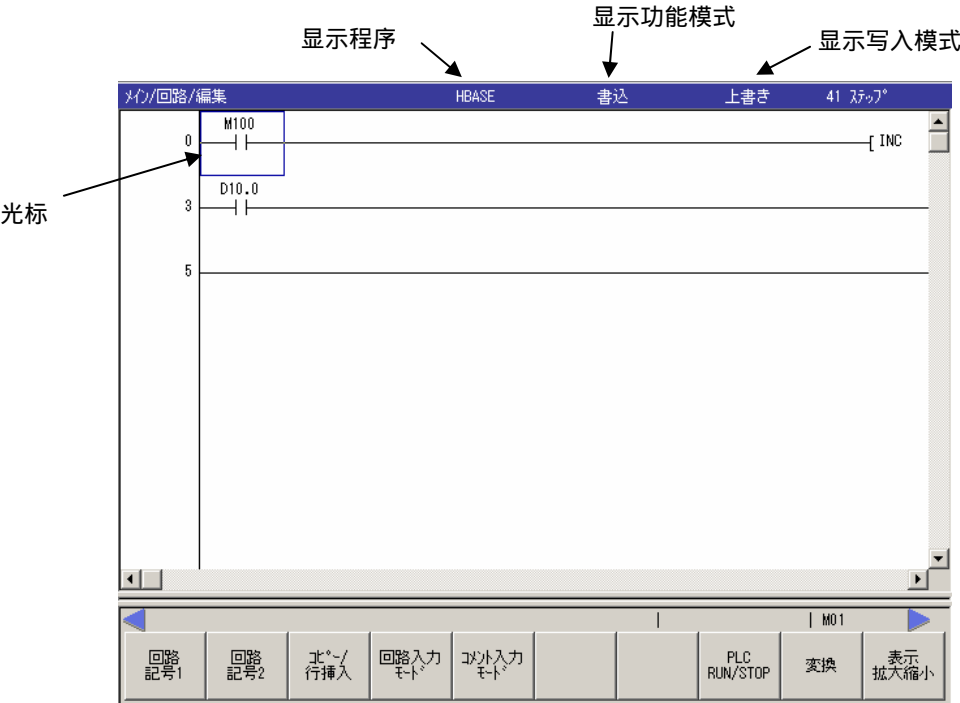 显示功能模式
显示程序
显示写入模式
ﾒｲﾝ/回路/編集 HBASE 書込 上書き 41 ｽﾃｯﾌﾟ
M100
0 [ INC
光标
D10.0
3
5
M01
回路
記号1
回路
記号2
ｺﾋﾟｰ/
行挿入
回路入力
ﾓｰﾄﾞ
ｺﾒﾝﾄ入力
ﾓｰﾄﾞ
PLC
RUN/STOP
変換
表示
拡大縮小